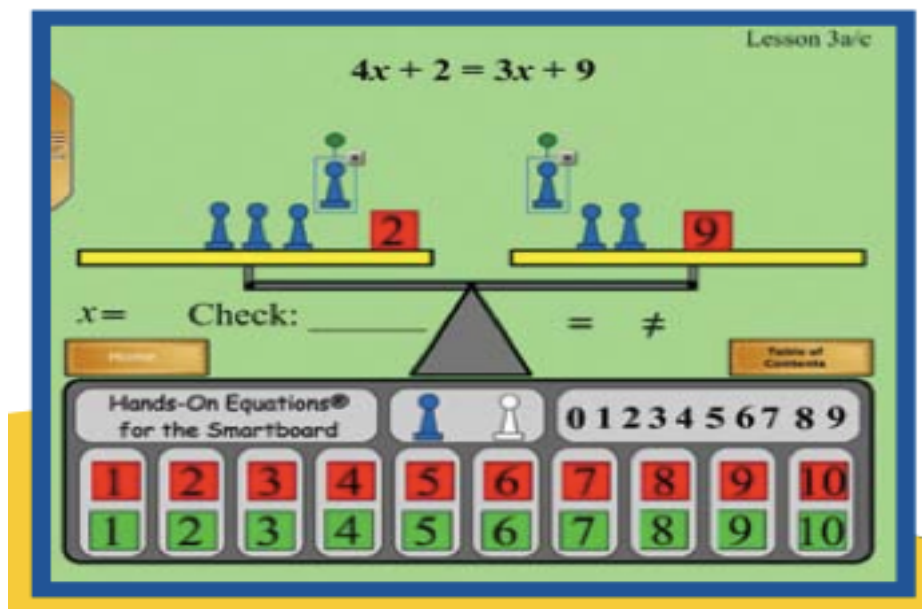 Lesson 3a/c
4x + 2 = 3x + 9
2
9
x= Check: ______ = ≠
Home
Table of
Contents
Hands-On Equations®
for the Smartboard
0 1 2 3 4 5 6 7 8 9
1 2 3 4 5 6 7 8 9 10
1 2 3 4 5 6 7 8 9 10